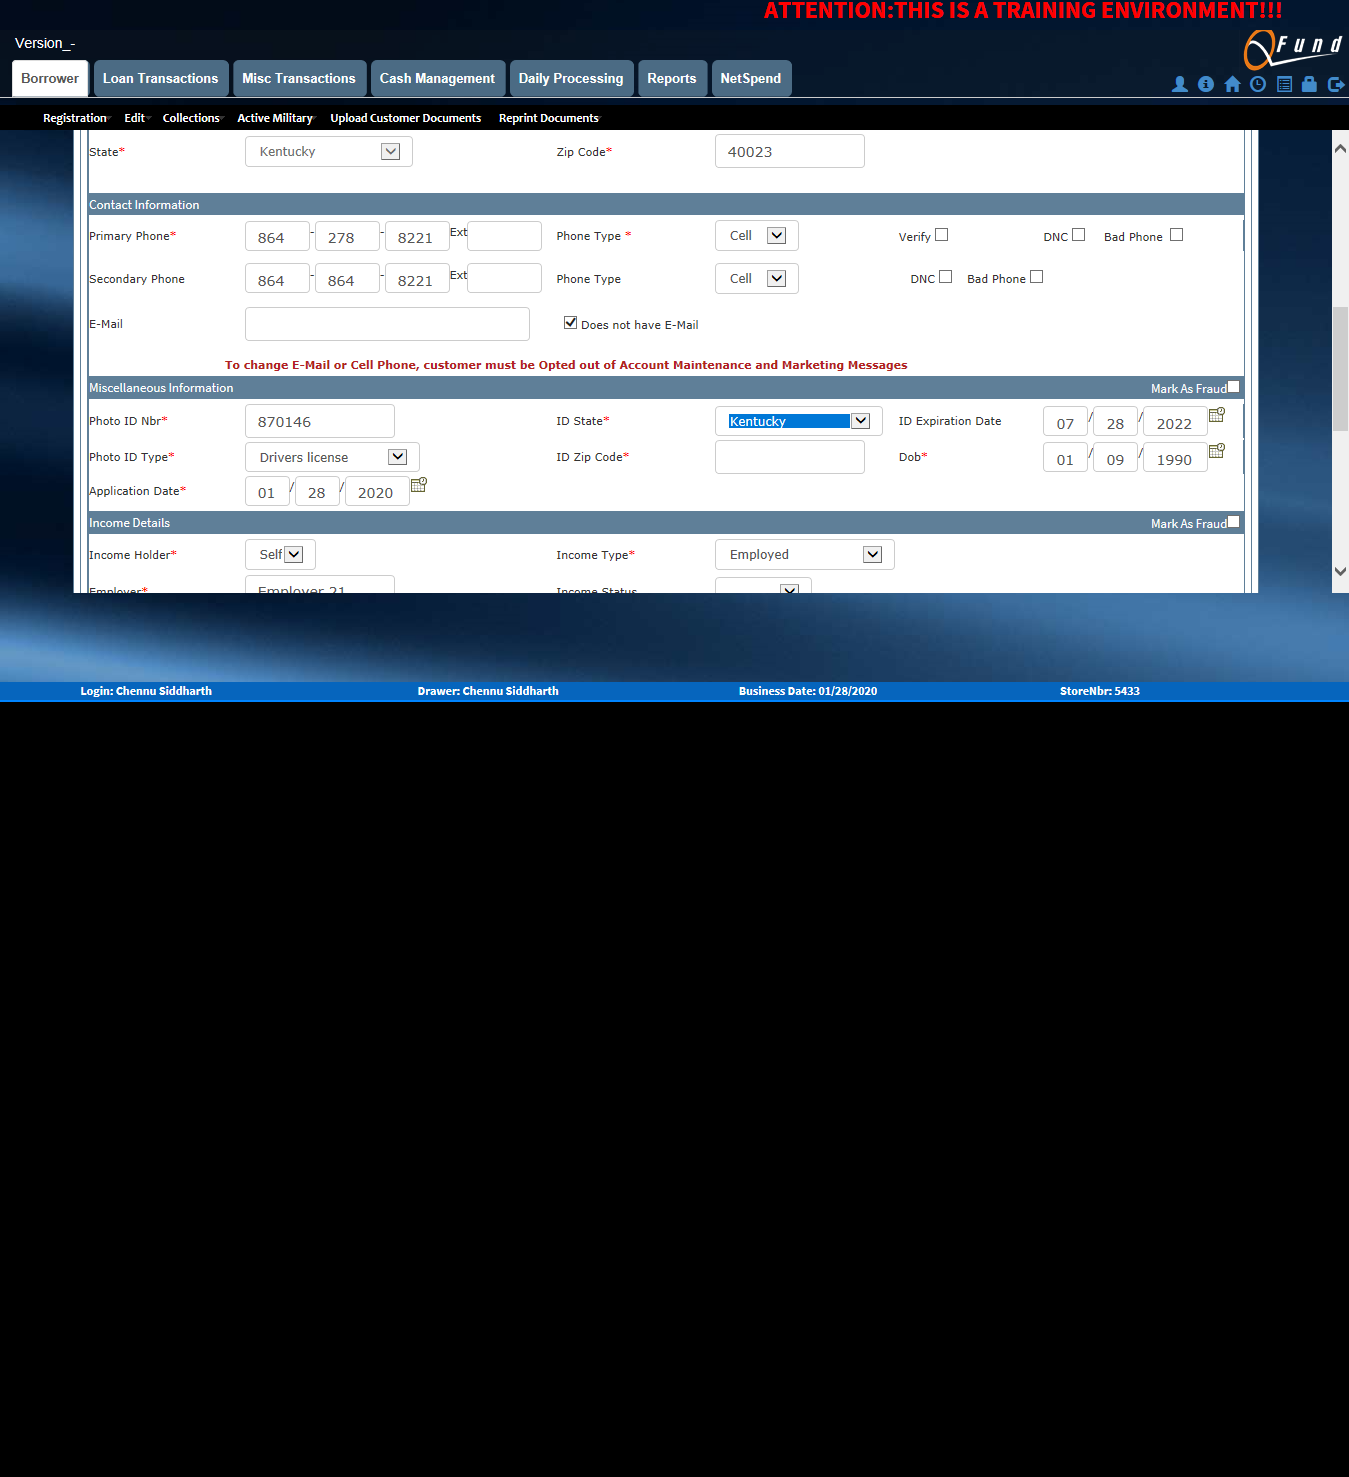 ATTENTION:THIS IS A TRAINING ENVIRONMENT!!!
Version_-
QFund
Borrower Loan Transactions Misc Transactions Cash Management Daily Processing Reports NetSpend
Registration Edit Collections Active Military Upload Customer Documents Reprint Documents
State* Kentucky Zip Code* 40023
Contact Information
Primary Phone* 864 - 278 - 8221 Ext Phone Type * Cell Verify DNC Bad Phone
Secondary Phone 864 - 864 - 8221 Ext Phone Type Cell DNC Bad Phone
E-Mail Does not have E-Mail
To change E-Mail or Cell Phone, customer must be Opted out of Account Maintenance and Marketing Messages
Miscellaneous Information Mark As Fraud
Photo ID Nbr* 870146 ID State* Kentucky ID Expiration Date 07 / 28 / 2022
Photo ID Type* Drivers license ID Zip Code* Dob* 01 / 09 / 1990
Application Date* 01 / 28 / 2020
Income Details Mark As Fraud
Income Holder* Self Income Type* Employed
Employer* Employer 21 Income Status
Login: Chennu Siddharth Drawer: Chennu Siddharth Business Date: 01/28/2020 StoreNbr: 5433